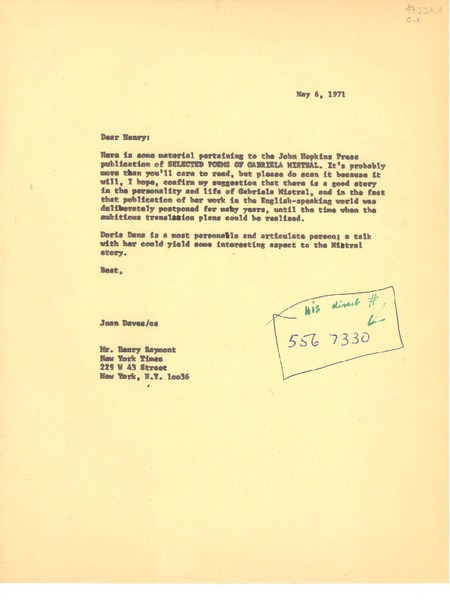 17331.1
C.1
May 6, 1971
Dear Henry:
Here is some material pertaining to the John Hopkins Press
publication of SELECTED POEMS OF GABRIELA MISTRAL. It's probably
more than you'll care to read, but please do scan it because it
will, I hope, confirm my suggestion that there is a good story
in the personality and life of Gabriela Mistral, and in the fact
that publication of her work in the English-speaking world was
deliberately postponed for many years, until the time when the
ambitious translation plans could be realized.
Doris Dana is a most personable and articulate person; a talk
with her could yield some interesting aspect to the Mistral
story.
Best,
Joan Daves/cs
his direct #
556 7330
Mr. Henry Raymont
New York Times
229 W 43 Street
New York, N.Y. 10036